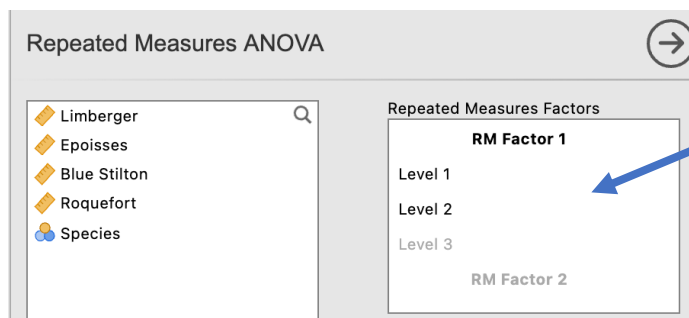 Repeated Measures ANOVA
Limberger
Epoisses
Blue Stilton
Roquefort
Species
Repeated Measures Factors
RM Factor 1
Level 1
Level 2
Level 3
RM Factor 2